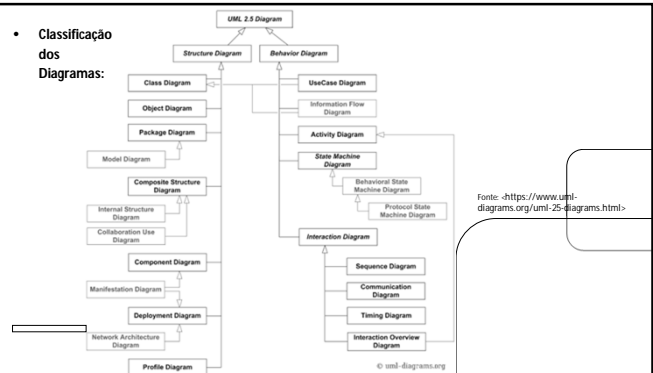 • Classificação
dos
Diagramas:
UML 2.5 Diagram
Structure Diagram
Behavior Diagram
Class Diagram
UseCase Diagram
Object Diagram
Information Flow
Diagram
Package Diagram
Activity Diagram
Model Diagram
State Machine
Diagram
Composite Structure
Diagram
Behavioral State
Machine Diagram
Internal Structure
Diagram
Protocol State
Machine Diagram
Collaboration Use
Diagram
Interaction Diagram
Component Diagram
Sequence Diagram
Manifestation Diagram
Communication
Diagram
Deployment Diagram
Timing Diagram
Network Architecture
Diagram
Interaction Overview
Diagram
Profile Diagram
© uml-diagrams.org
Fonte: <https://www.uml-
diagrams.org/uml-25-diagrams.html>